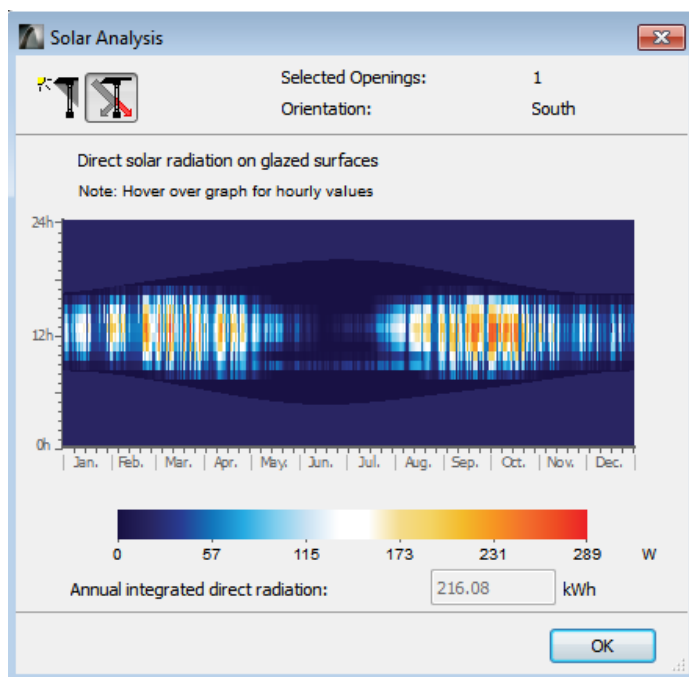 Solar Analysis
Selected Openings: 1
Orientation: South
Direct solar radiation on glazed surfaces
Note: Hover over graph for hourly values
24h
12h
0h
Jan. | Feb. | Mar. | Apr. | May. | Jun. | Jul. | Aug. | Sep. | Oct. | Nov. | Dec.
0 57 115 173 231 289 W
Annual integrated direct radiation: 216.08 kWh
OK